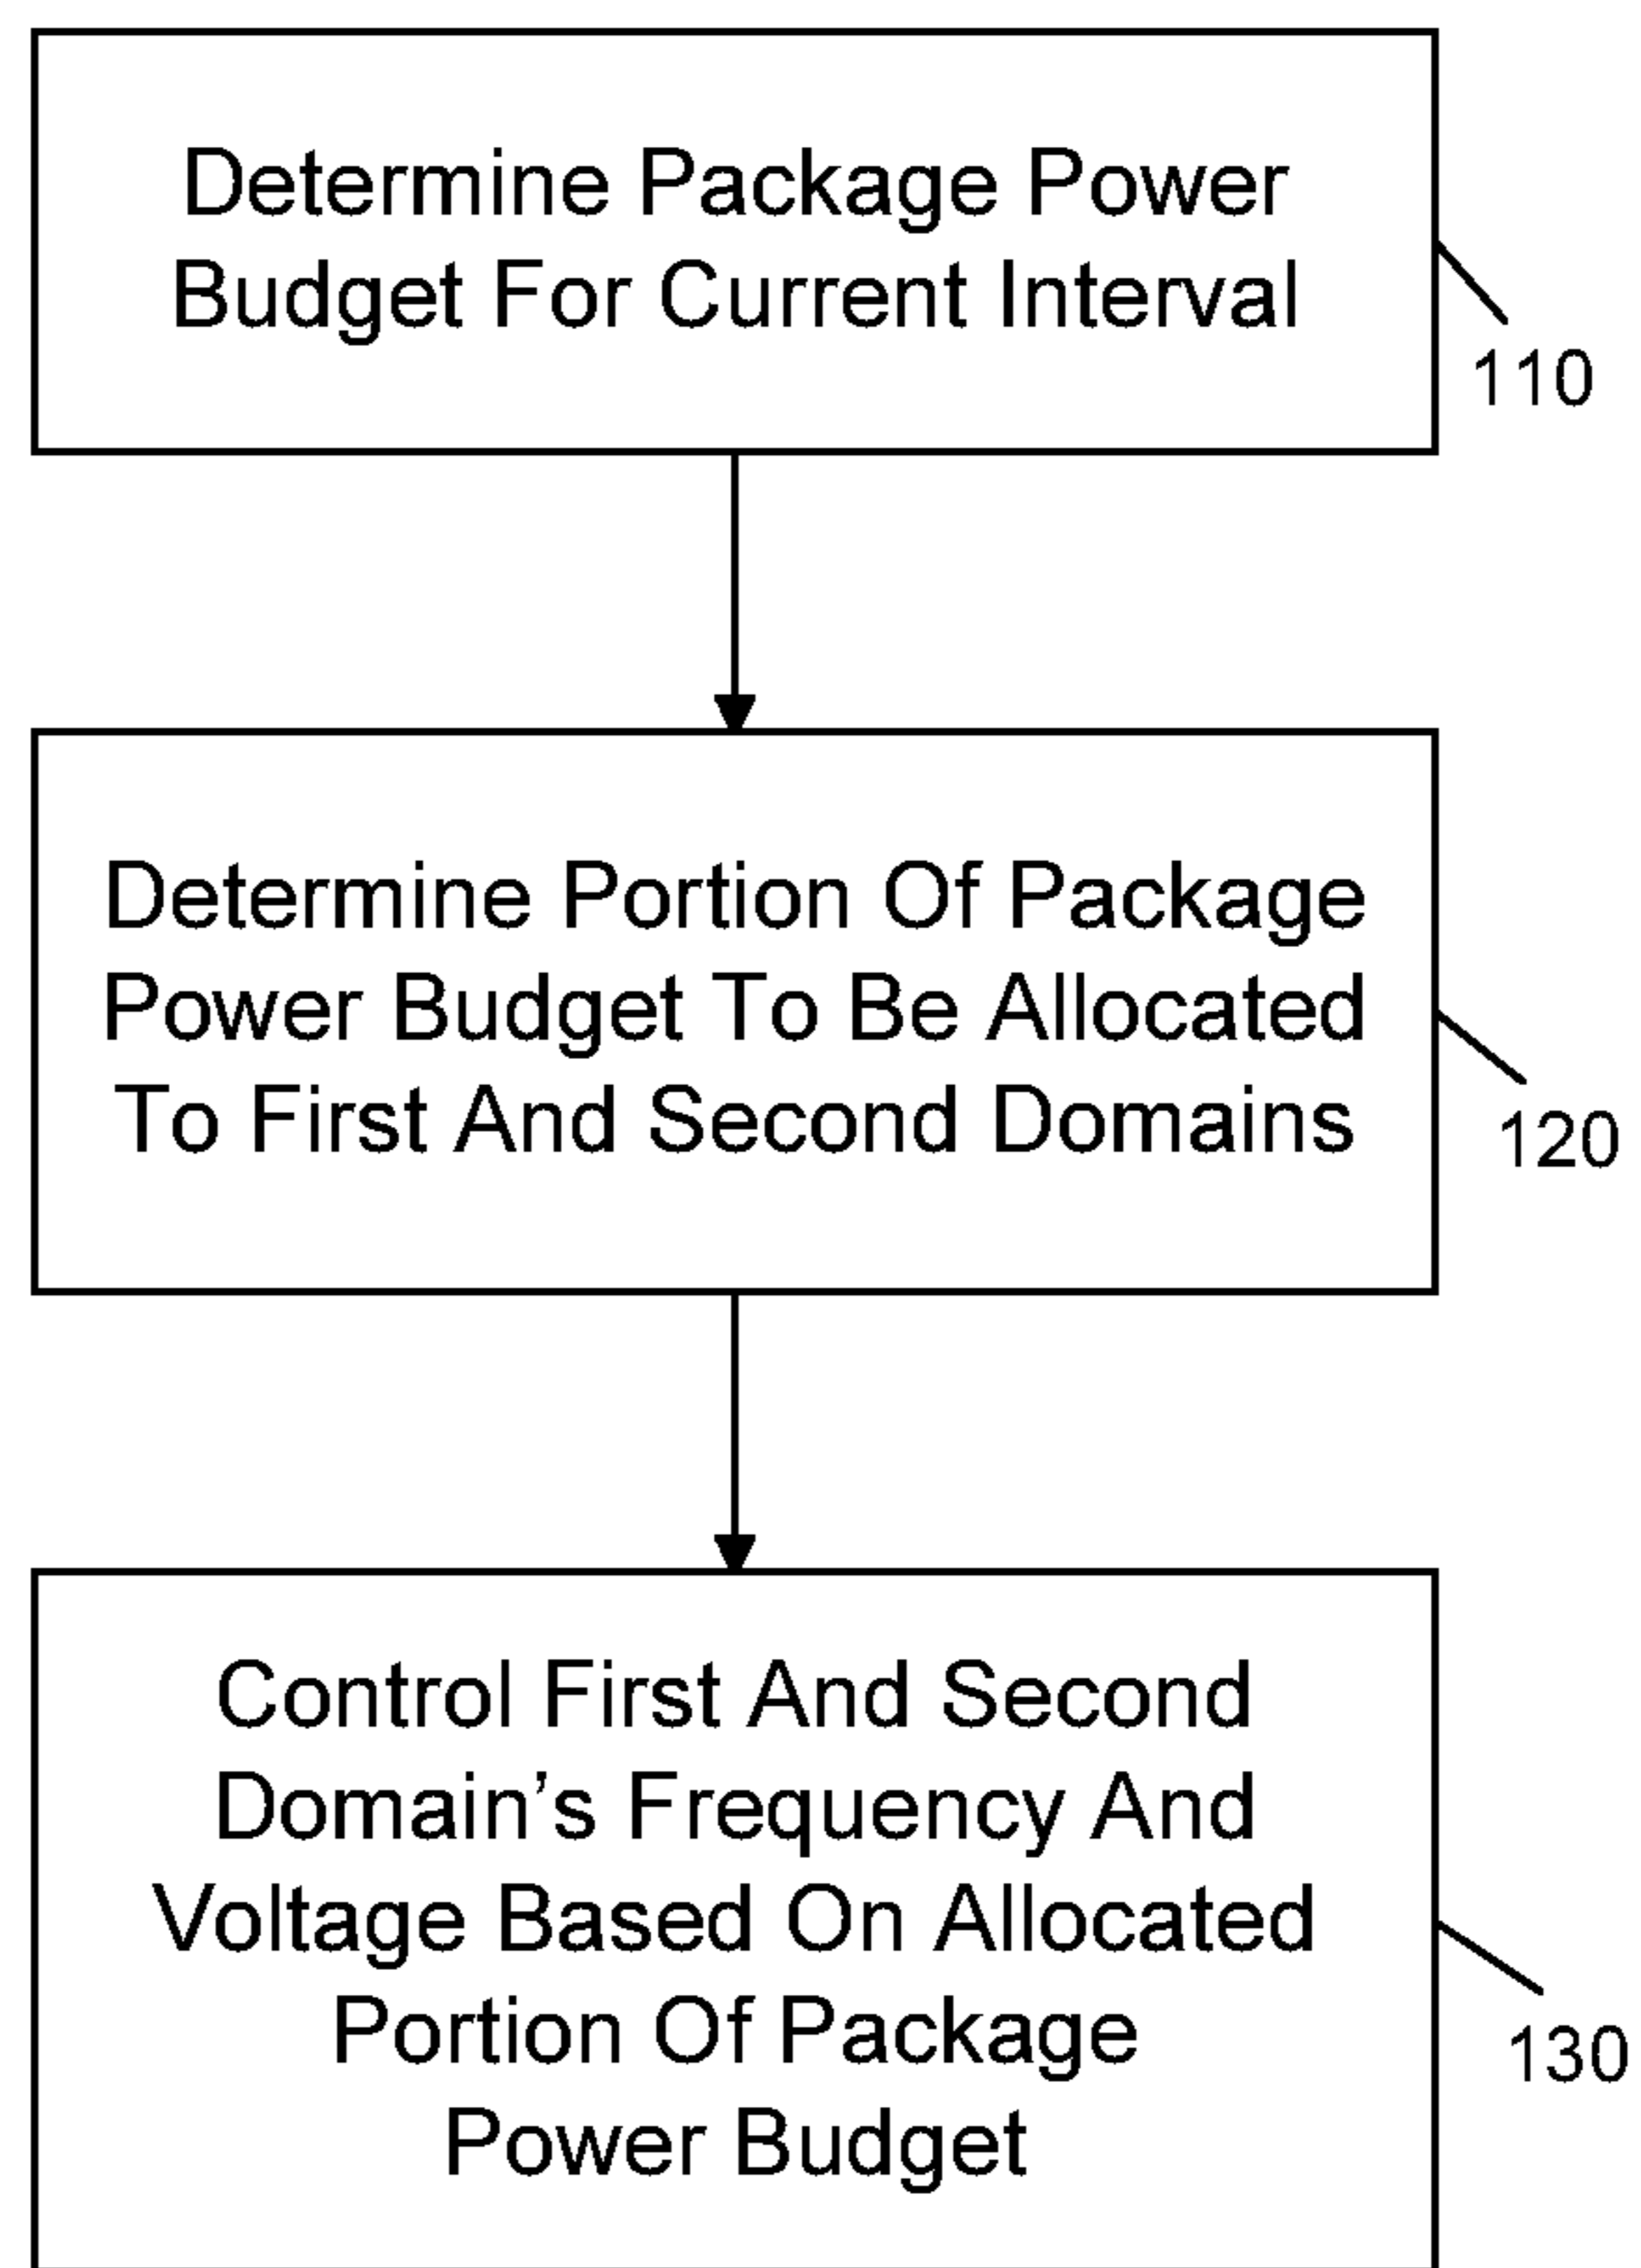 Determine Package Power
Budget For Current Interval
110
Determine Portion Of Package
Power Budget To Be Allocated
To First And Second Domains
120
Control First And Second
Domain’s Frequency And
Voltage Based On Allocated
Portion Of Package
Power Budget
130